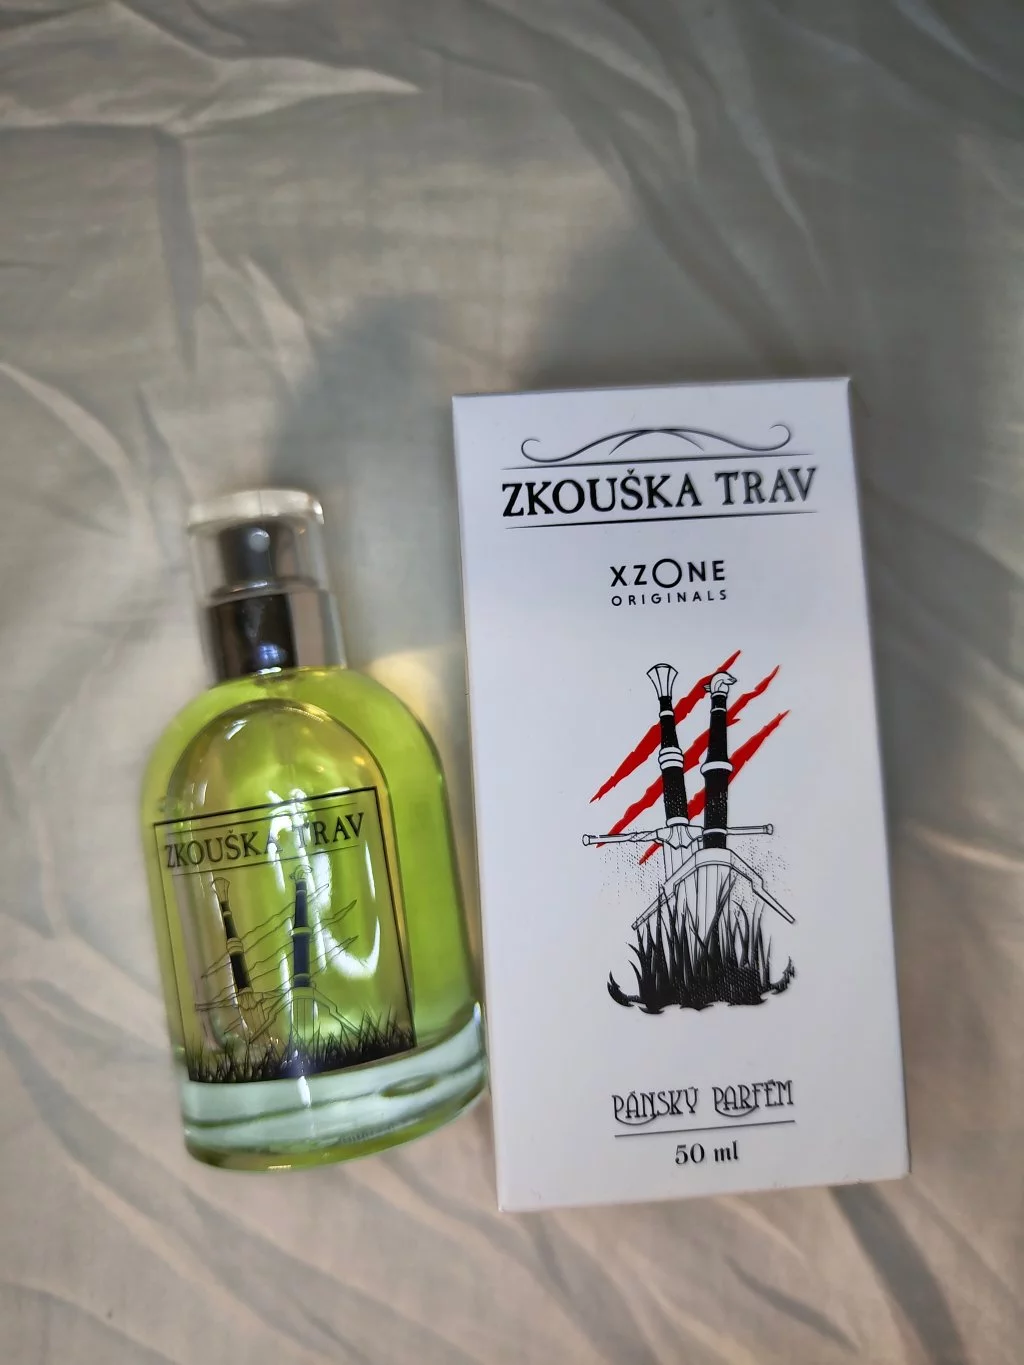 ZKOUŠKA TRAV
XZONE
ORIGINALS
PÁNSKÝ PARFÉM
50 ml
ZKOUŠKA TRAV